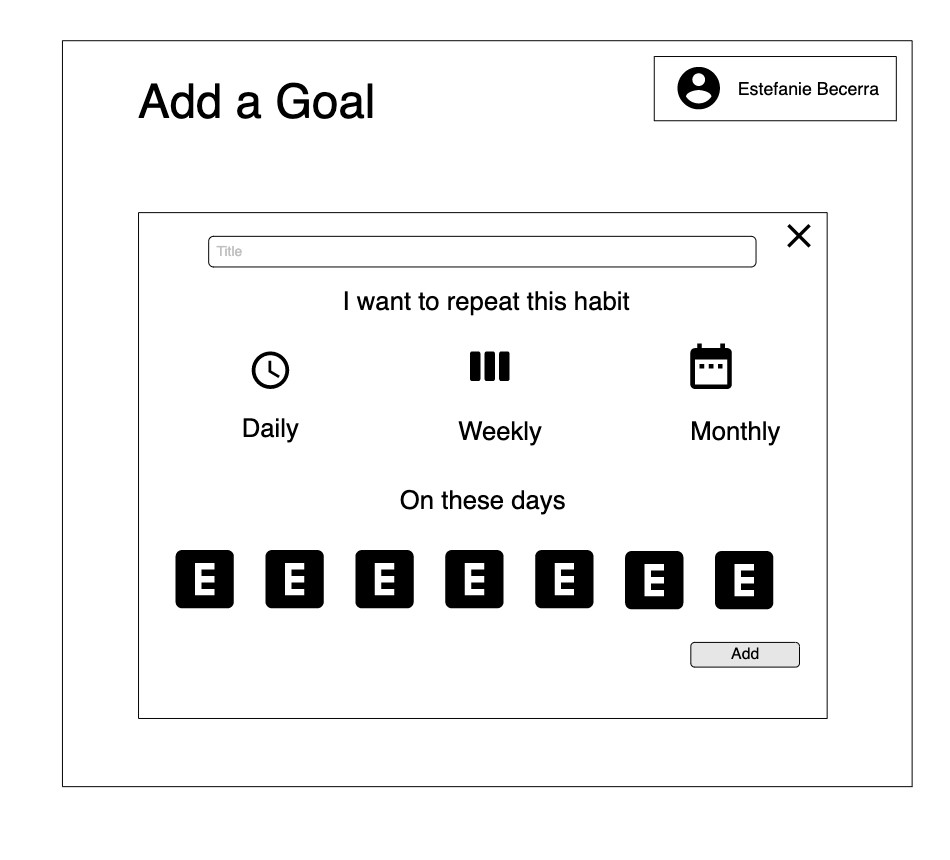 Add a Goal
Estefanie Becerra
Title
I want to repeat this habit
Daily Weekly Monthly
On these days
E E E E E E E
Add